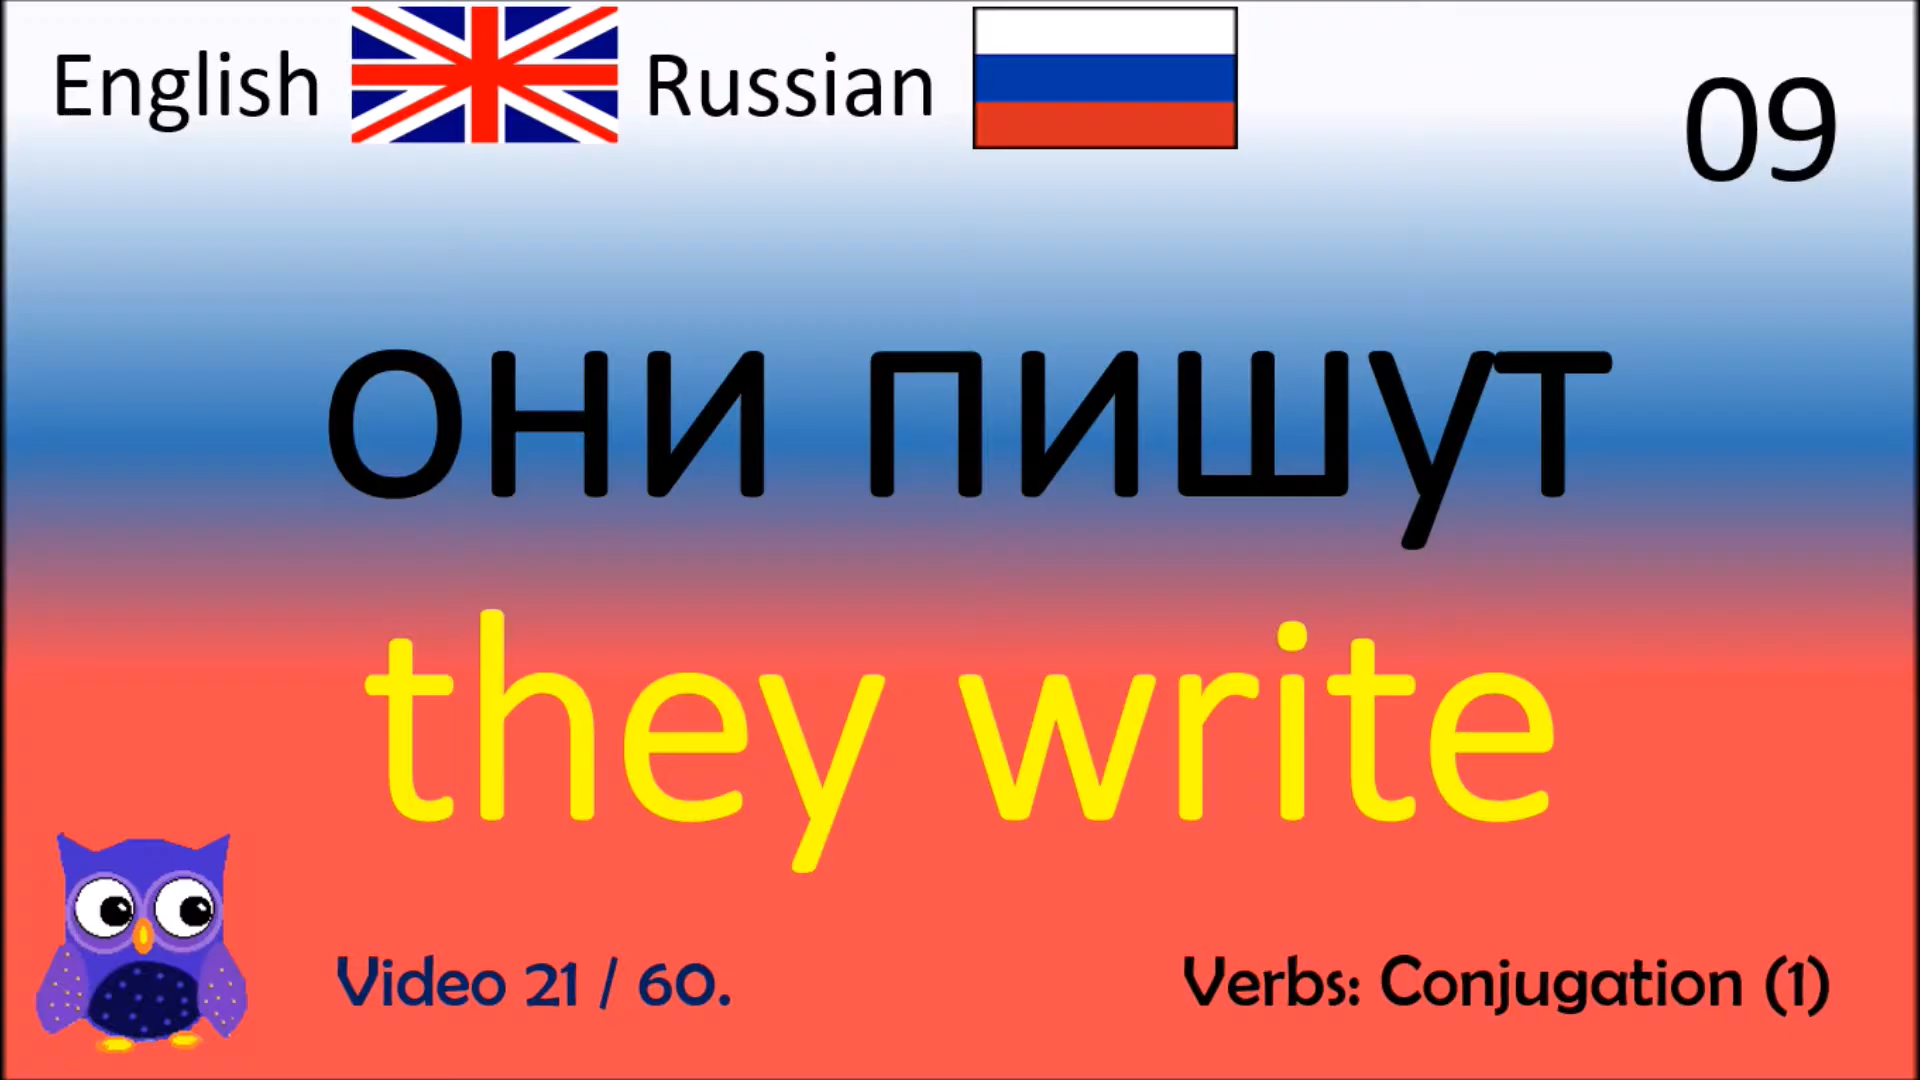 English Russian
09
они пишут
they write
Video 21 / 60.
Verbs: Conjugation (1)